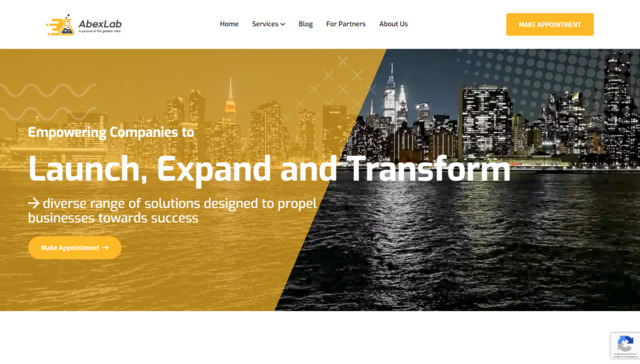 AbexLab
A pursuit of the golden ratio
Home
Services
Blog
For Partners
About Us
MAKE APPOINTMENT
Empowering Companies to
Launch, Expand and Transform
→ diverse range of solutions designed to propel
businesses towards success
Make Appointment →